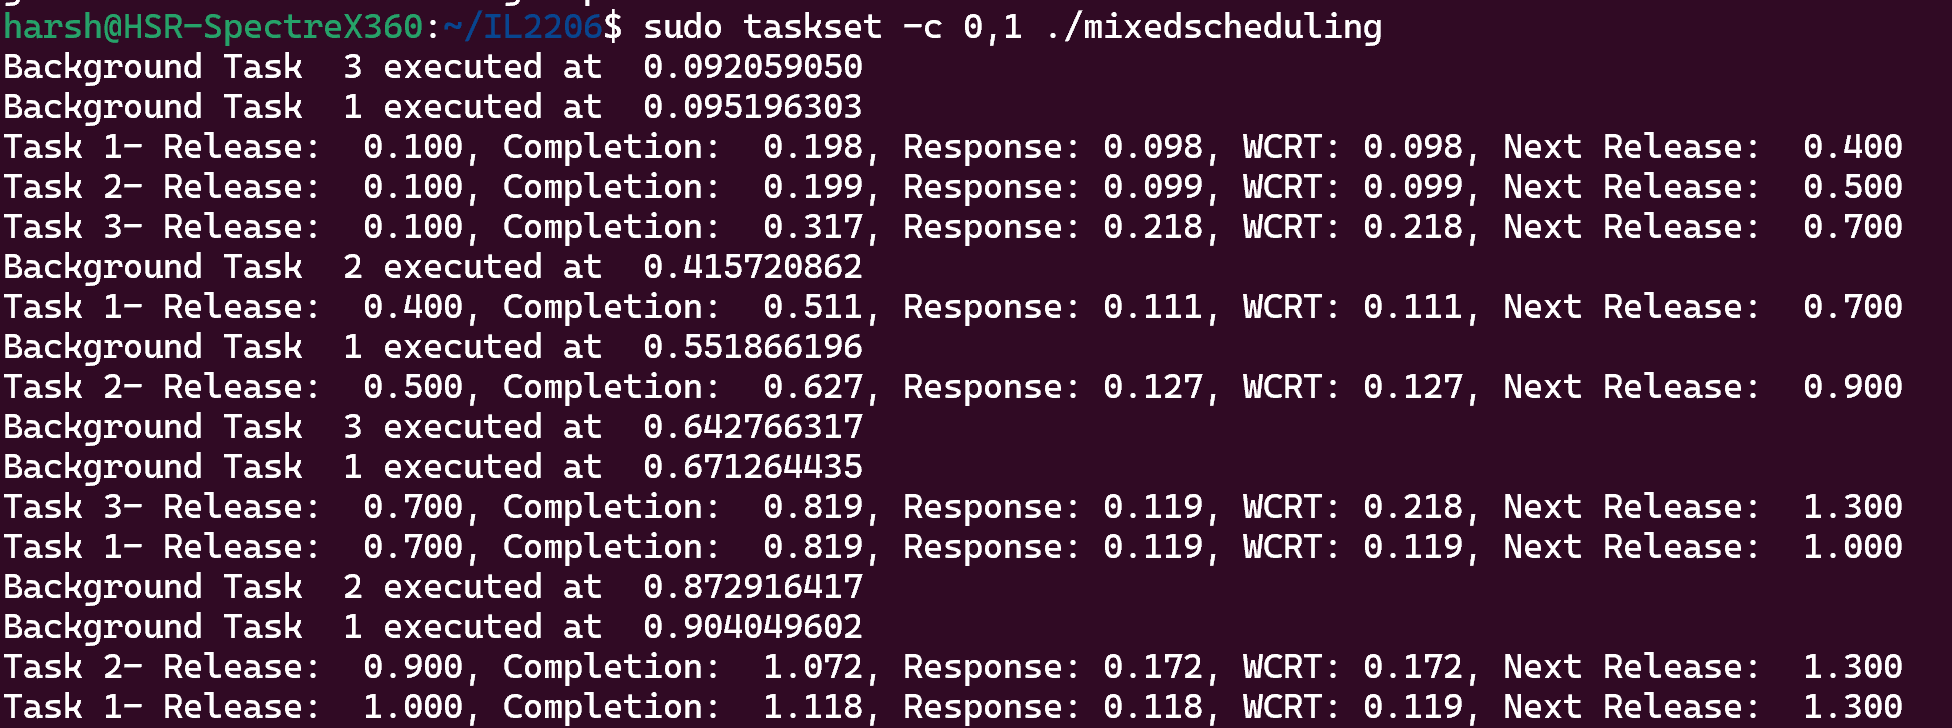 harsh@HSR-SpectreX360:~/IL2206$ sudo taskset -c 0,1 ./mixedscheduling
Background Task  3 executed at  0.092059050
Background Task  1 executed at  0.095196303
Task 1- Release:  0.100, Completion:  0.198, Response: 0.098, WCRT: 0.098, Next Release:  0.400
Task 2- Release:  0.100, Completion:  0.199, Response: 0.099, WCRT: 0.099, Next Release:  0.500
Task 3- Release:  0.100, Completion:  0.317, Response: 0.218, WCRT: 0.218, Next Release:  0.700
Background Task  2 executed at  0.415720862
Task 1- Release:  0.400, Completion:  0.511, Response: 0.111, WCRT: 0.111, Next Release:  0.700
Background Task  1 executed at  0.551866196
Task 2- Release:  0.500, Completion:  0.627, Response: 0.127, WCRT: 0.127, Next Release:  0.900
Background Task  3 executed at  0.642766317
Background Task  1 executed at  0.671264435
Task 3- Release:  0.700, Completion:  0.819, Response: 0.119, WCRT: 0.218, Next Release:  1.300
Task 1- Release:  0.700, Completion:  0.819, Response: 0.119, WCRT: 0.119, Next Release:  1.000
Background Task  2 executed at  0.872916417
Background Task  1 executed at  0.904049602
Task 2- Release:  0.900, Completion:  1.072, Response: 0.172, WCRT: 0.172, Next Release:  1.300
Task 1- Release:  1.000, Completion:  1.118, Response: 0.118, WCRT: 0.119, Next Release:  1.300